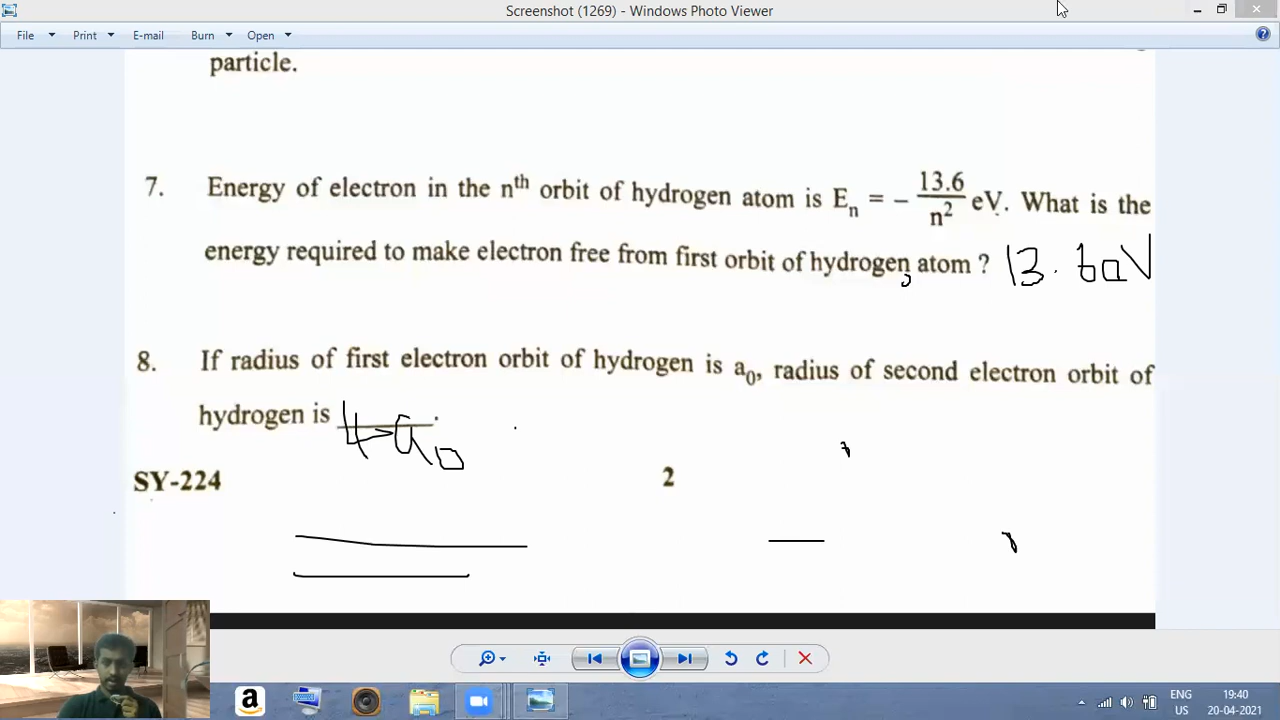 Screenshot (1269) - Windows Photo Viewer
File Print E-mail Burn Open
particle.
7. Energy of electron in the nth orbit of hydrogen atom is En = - 13.6/n2 eV. What is the
energy required to make electron free from first orbit of hydrogen atom ? 13.6aV
8. If radius of first electron orbit of hydrogen is a0, radius of second electron orbit of
hydrogen is 4a0
SY-224 2
ENG 19:40
US 20-04-2021